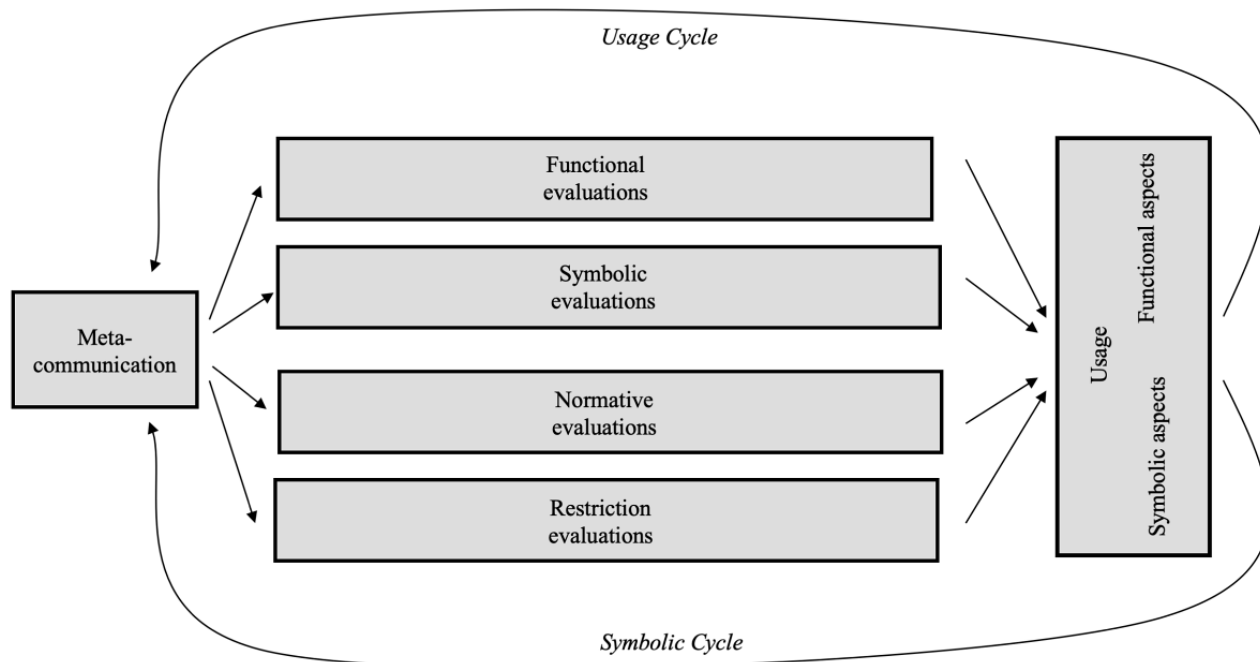 Usage Cycle
Functional
evaluations
Symbolic
evaluations
Meta-
communication
Normative
evaluations
Restriction
evaluations
Usage
Functional aspects
Symbolic aspects
Symbolic Cycle